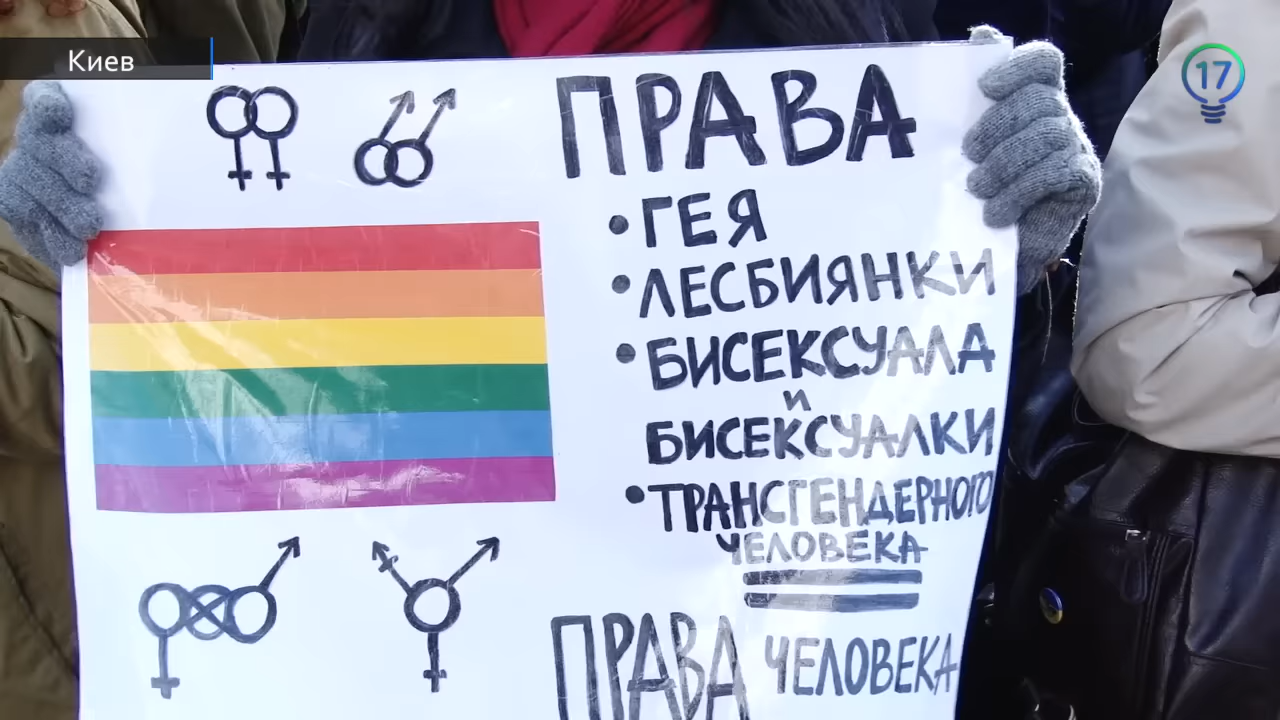 Киев
17
ПРАВА
• ГЕЯ
• ЛЕСБИЯНКИ
• БИСЕКСУАЛА
и
БИСЕКСУАЛКИ
• ТРАНСГЕНДЕРНОГО
ЧЕЛОВЕКА
ПРАВА ЧЕЛОВЕКА